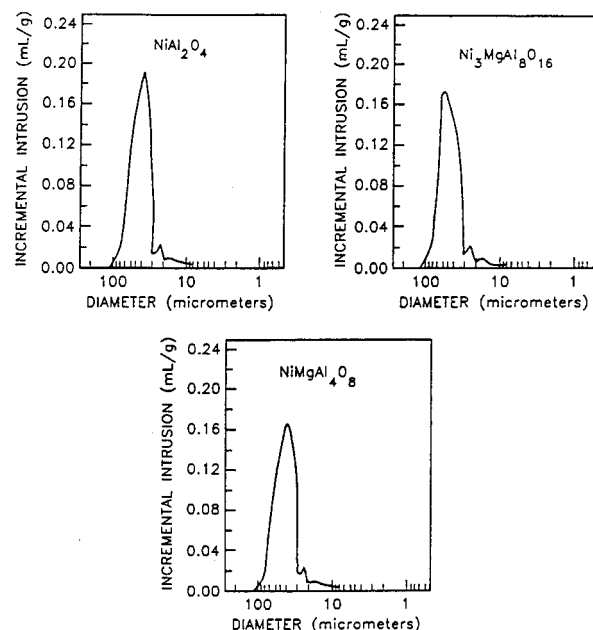 INCREMENTAL INTRUSION (mL/g)
0.24
0.20
0.16
0.12
0.08
0.04
0.00
NiAl2O4
100 10 1
DIAMETER (micrometers)
INCREMENTAL INTRUSION (mL/g)
0.24
0.20
0.16
0.12
0.08
0.04
0.00
Ni3MgAl8O16
100 10 1
DIAMETER (micrometers)
INCREMENTAL INTRUSION (mL/g)
0.24
0.20
0.16
0.12
0.08
0.04
0.00
NiMgAl4O8
100 10 1
DIAMETER (micrometers)